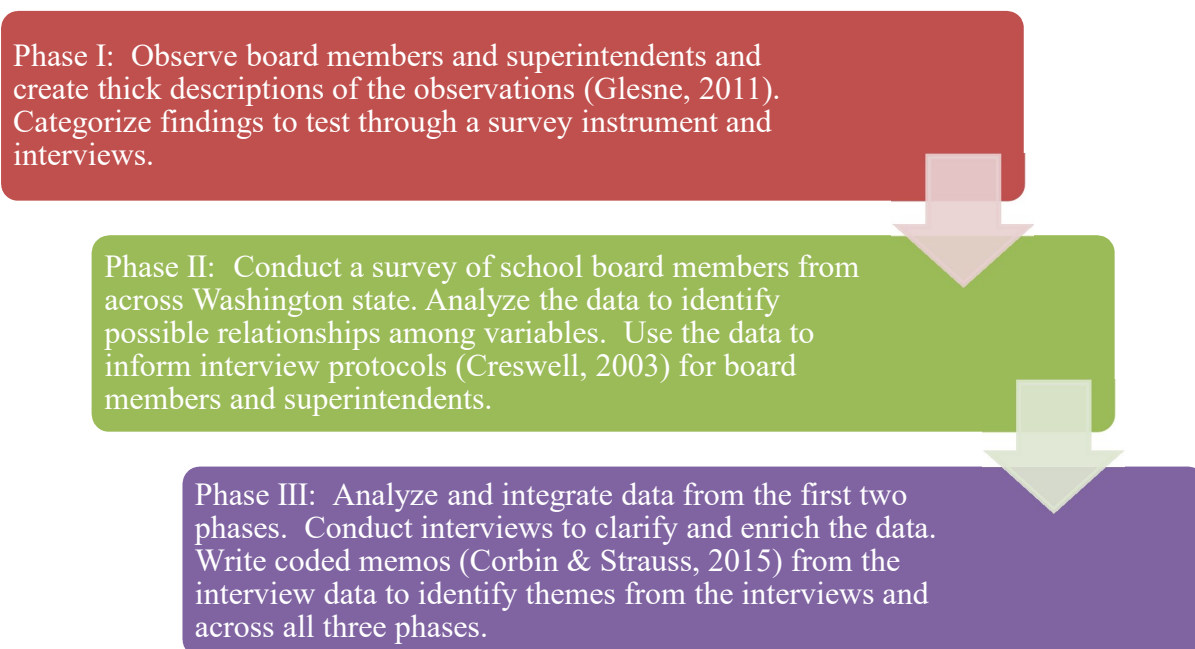 Phase I:  Observe board members and superintendents and
create thick descriptions of the observations (Glesne, 2011).
Categorize findings to test through a survey instrument and
interviews.
Phase II:  Conduct a survey of school board members from
across Washington state. Analyze the data to identify
possible relationships among variables.  Use the data to
inform interview protocols (Creswell, 2003) for board
members and superintendents.
Phase III:  Analyze and integrate data from the first two
phases.  Conduct interviews to clarify and enrich the data.
Write coded memos (Corbin & Strauss, 2015) from the
interview data to identify themes from the interviews and
across all three phases.